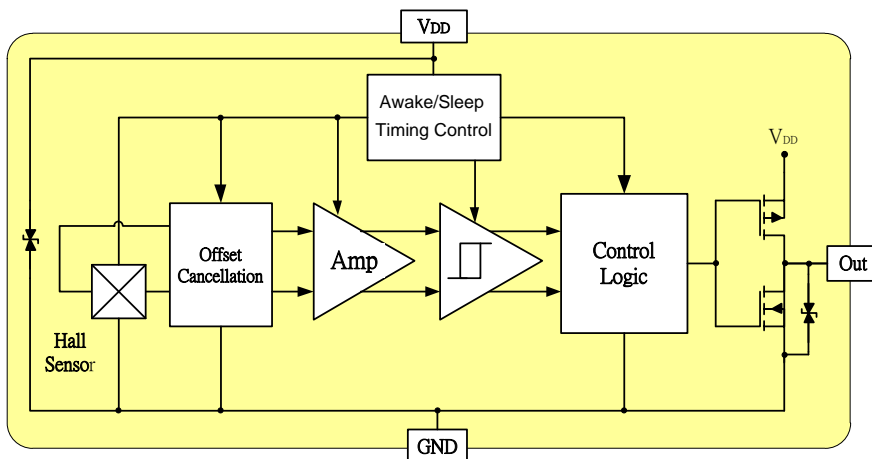 VDD
Awake/Sleep
Timing Control
VDD
Offset
Cancellation
Amp
Control
Logic
Out
Hall
Sensor
GND